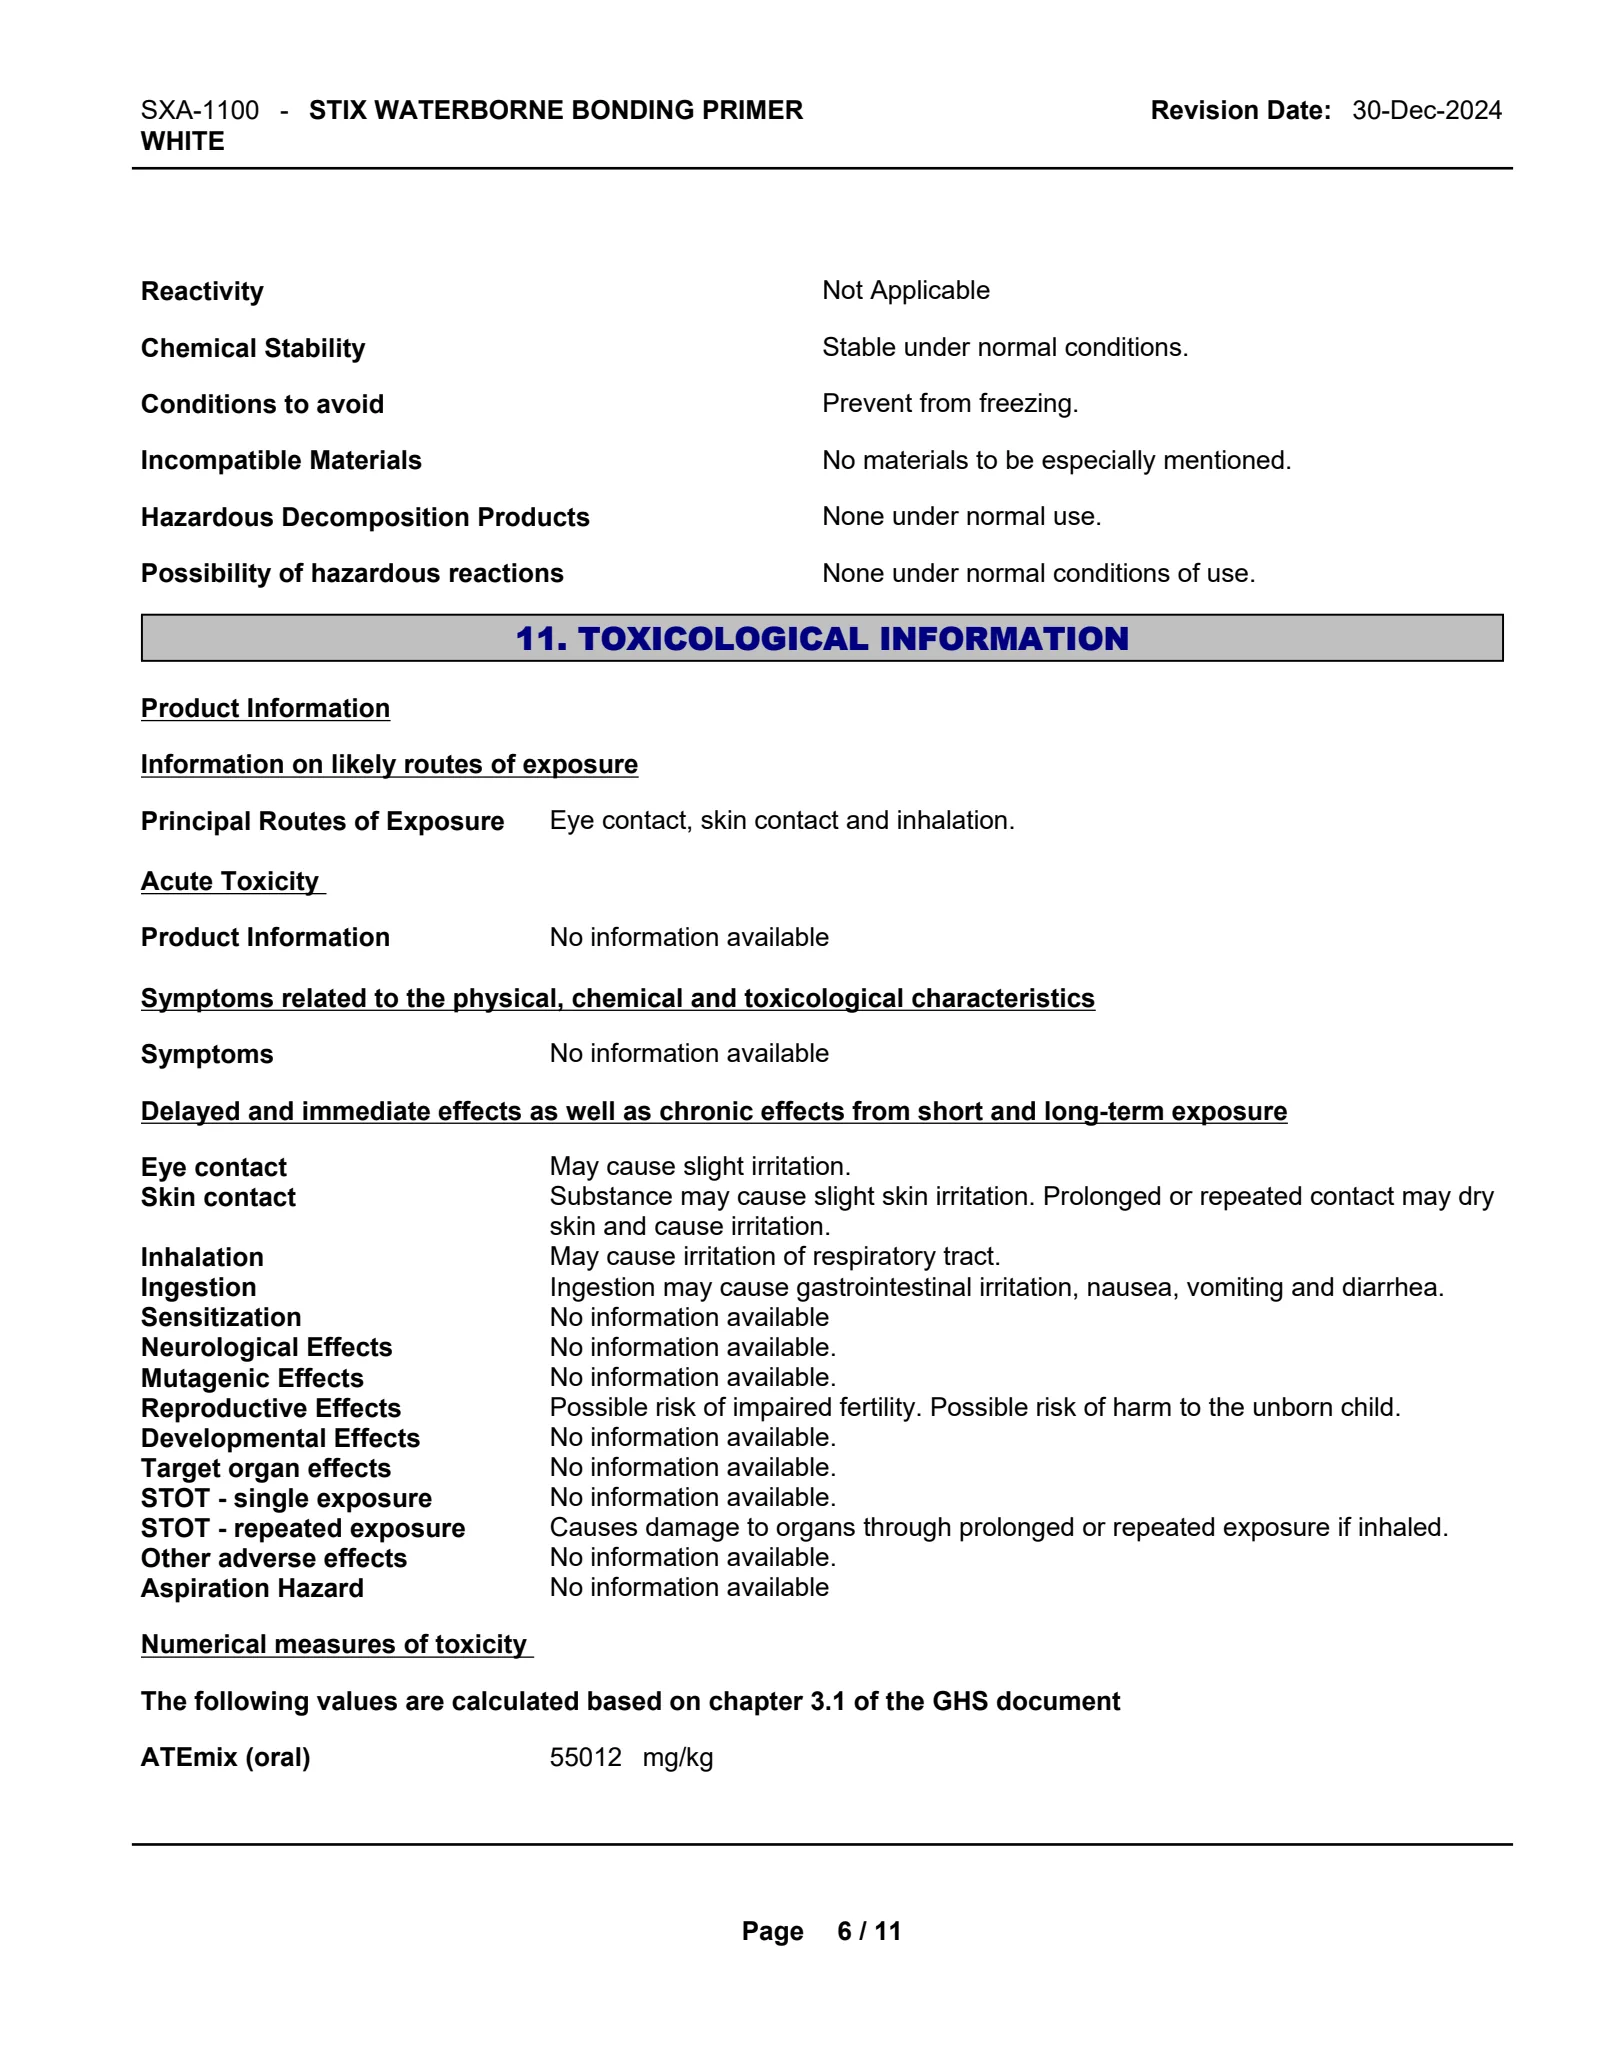 SXA-1100 - STIX WATERBORNE BONDING PRIMER WHITE
Revision Date: 30-Dec-2024
Reactivity Not Applicable
Chemical Stability Stable under normal conditions.
Conditions to avoid Prevent from freezing.
Incompatible Materials No materials to be especially mentioned.
Hazardous Decomposition Products None under normal use.
Possibility of hazardous reactions None under normal conditions of use.
11. TOXICOLOGICAL INFORMATION
Product Information
Information on likely routes of exposure
Principal Routes of Exposure Eye contact, skin contact and inhalation.
Acute Toxicity
Product Information No information available
Symptoms related to the physical, chemical and toxicological characteristics
Symptoms No information available
Delayed and immediate effects as well as chronic effects from short and long-term exposure
Eye contact May cause slight irritation.
Skin contact Substance may cause slight skin irritation. Prolonged or repeated contact may dry
skin and cause irritation.
Inhalation May cause irritation of respiratory tract.
Ingestion Ingestion may cause gastrointestinal irritation, nausea, vomiting and diarrhea.
Sensitization No information available
Neurological Effects No information available.
Mutagenic Effects No information available.
Reproductive Effects Possible risk of impaired fertility. Possible risk of harm to the unborn child.
Developmental Effects No information available.
Target organ effects No information available.
STOT - single exposure No information available.
STOT - repeated exposure Causes damage to organs through prolonged or repeated exposure if inhaled.
Other adverse effects No information available.
Aspiration Hazard No information available
Numerical measures of toxicity
The following values are calculated based on chapter 3.1 of the GHS document
ATEmix (oral) 55012 mg/kg
Page 6 / 11